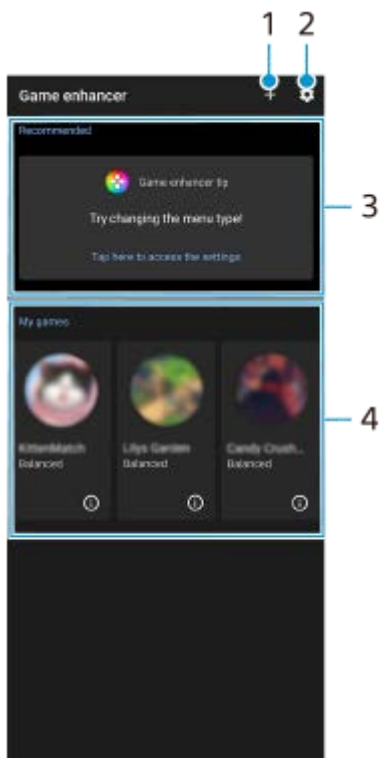 1 2
Game enhancer
Recommended
Game enhancer tip
Try changing the menu type!
Tap here to access the settings
3
My games
KittenMatch Lilys Garden Candy Crush...
Balanced Balanced Balanced
4